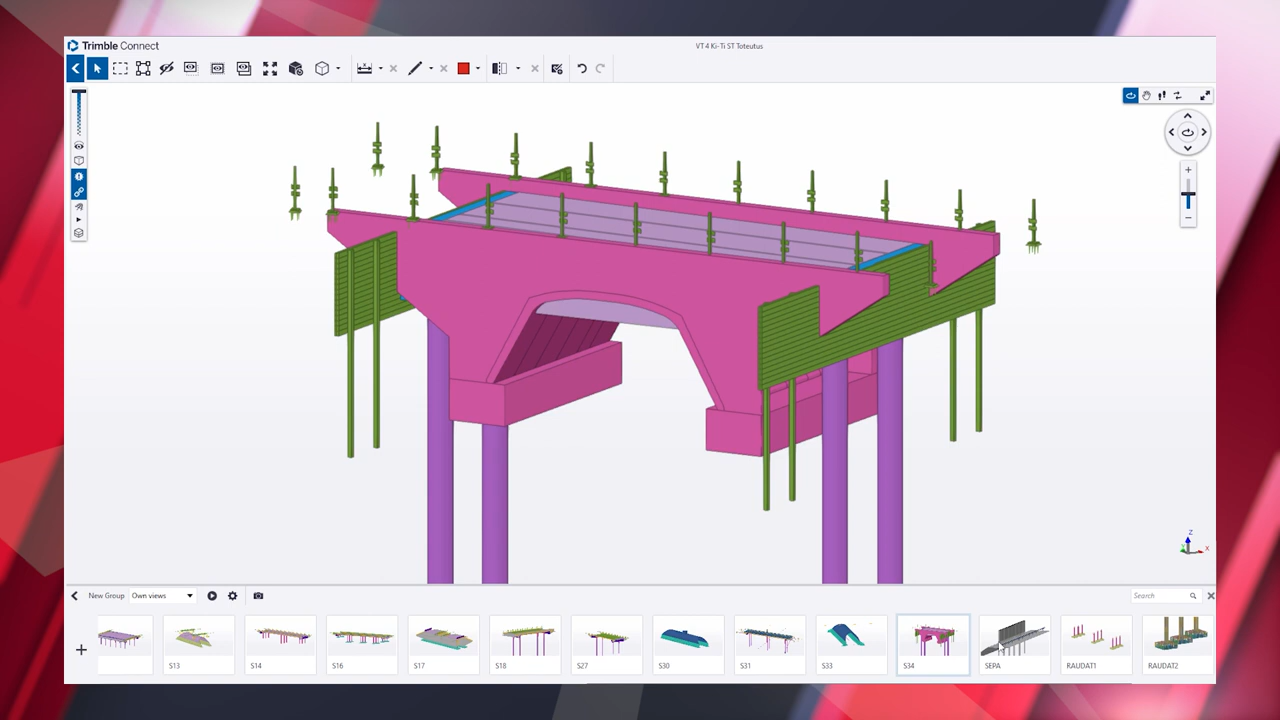 Trimble Connect
VT 4 Ki-Ti ST Toteutus
Z
X
New Group
Own views
Search
S13
S14
S16
S17
S18
S27
S30
S31
S33
S34
SEPA
RAUDAT1
RAUDAT2